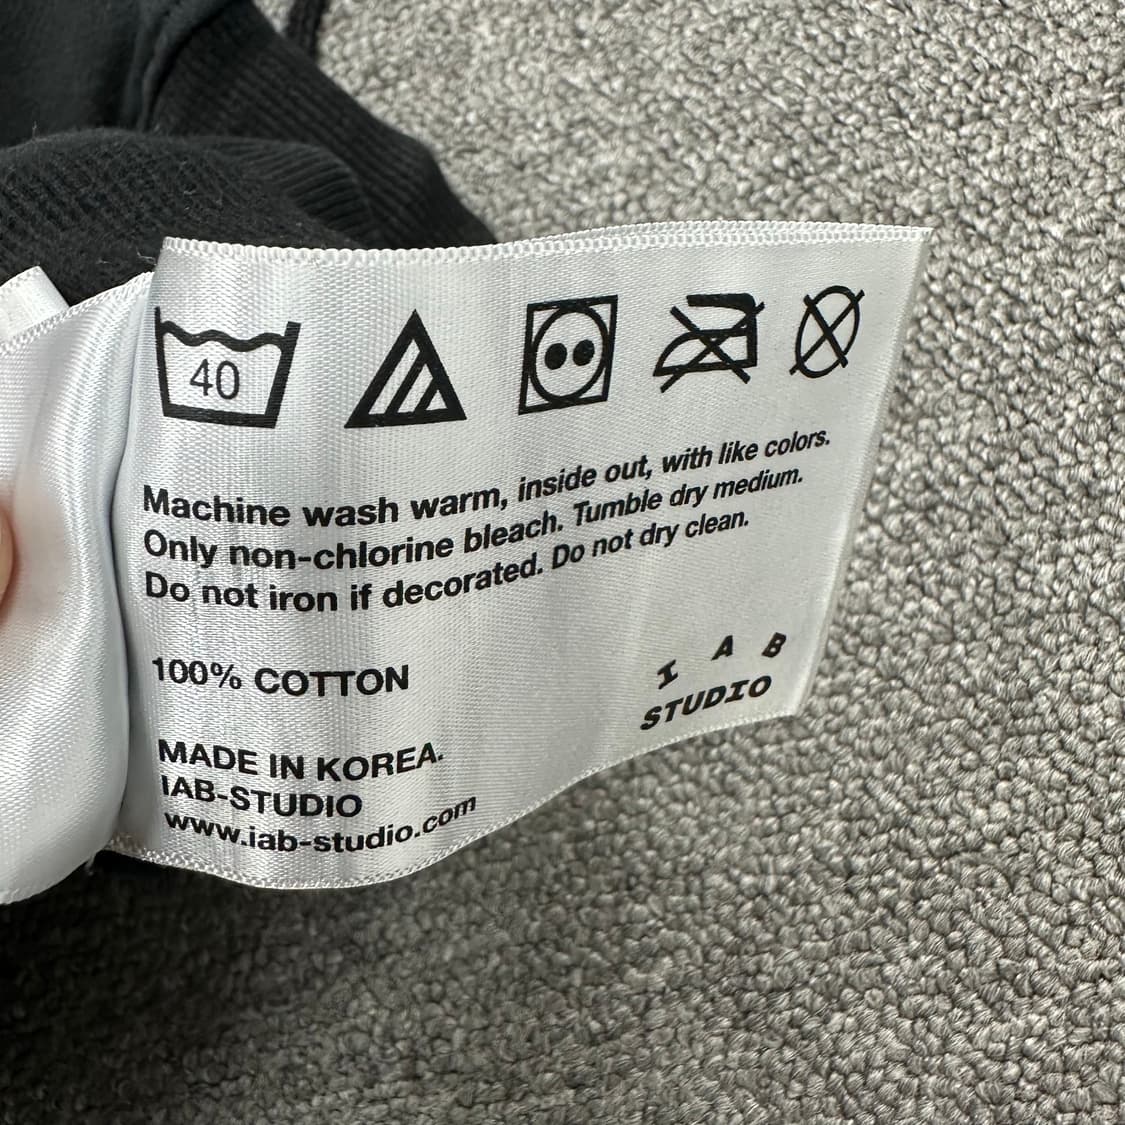 40
Machine wash warm, inside out, with like colors.
Only non-chlorine bleach. Tumble dry medium.
Do not iron if decorated. Do not dry clean.
100% COTTON
I A B
STUDIO
MADE IN KOREA.
IAB-STUDIO
www.iab-studio.com